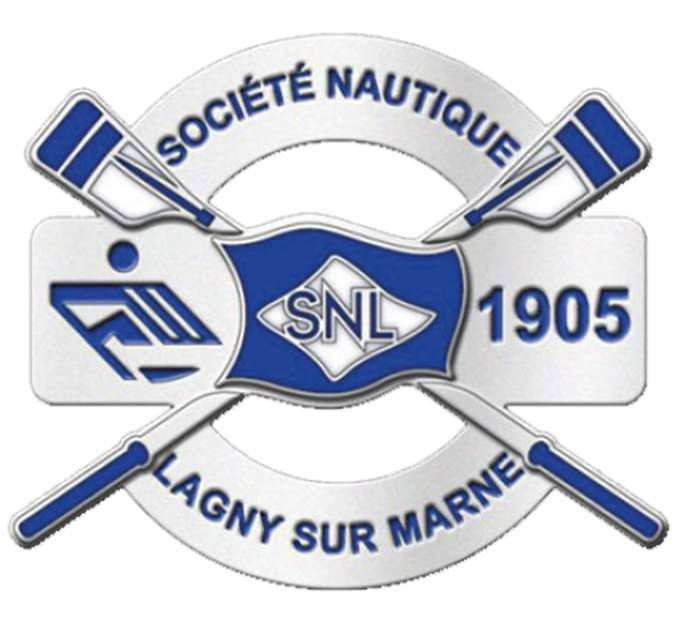 SOCIÉTÉ NAUTIQUE
SNL
1905
LAGNY SUR MARNE